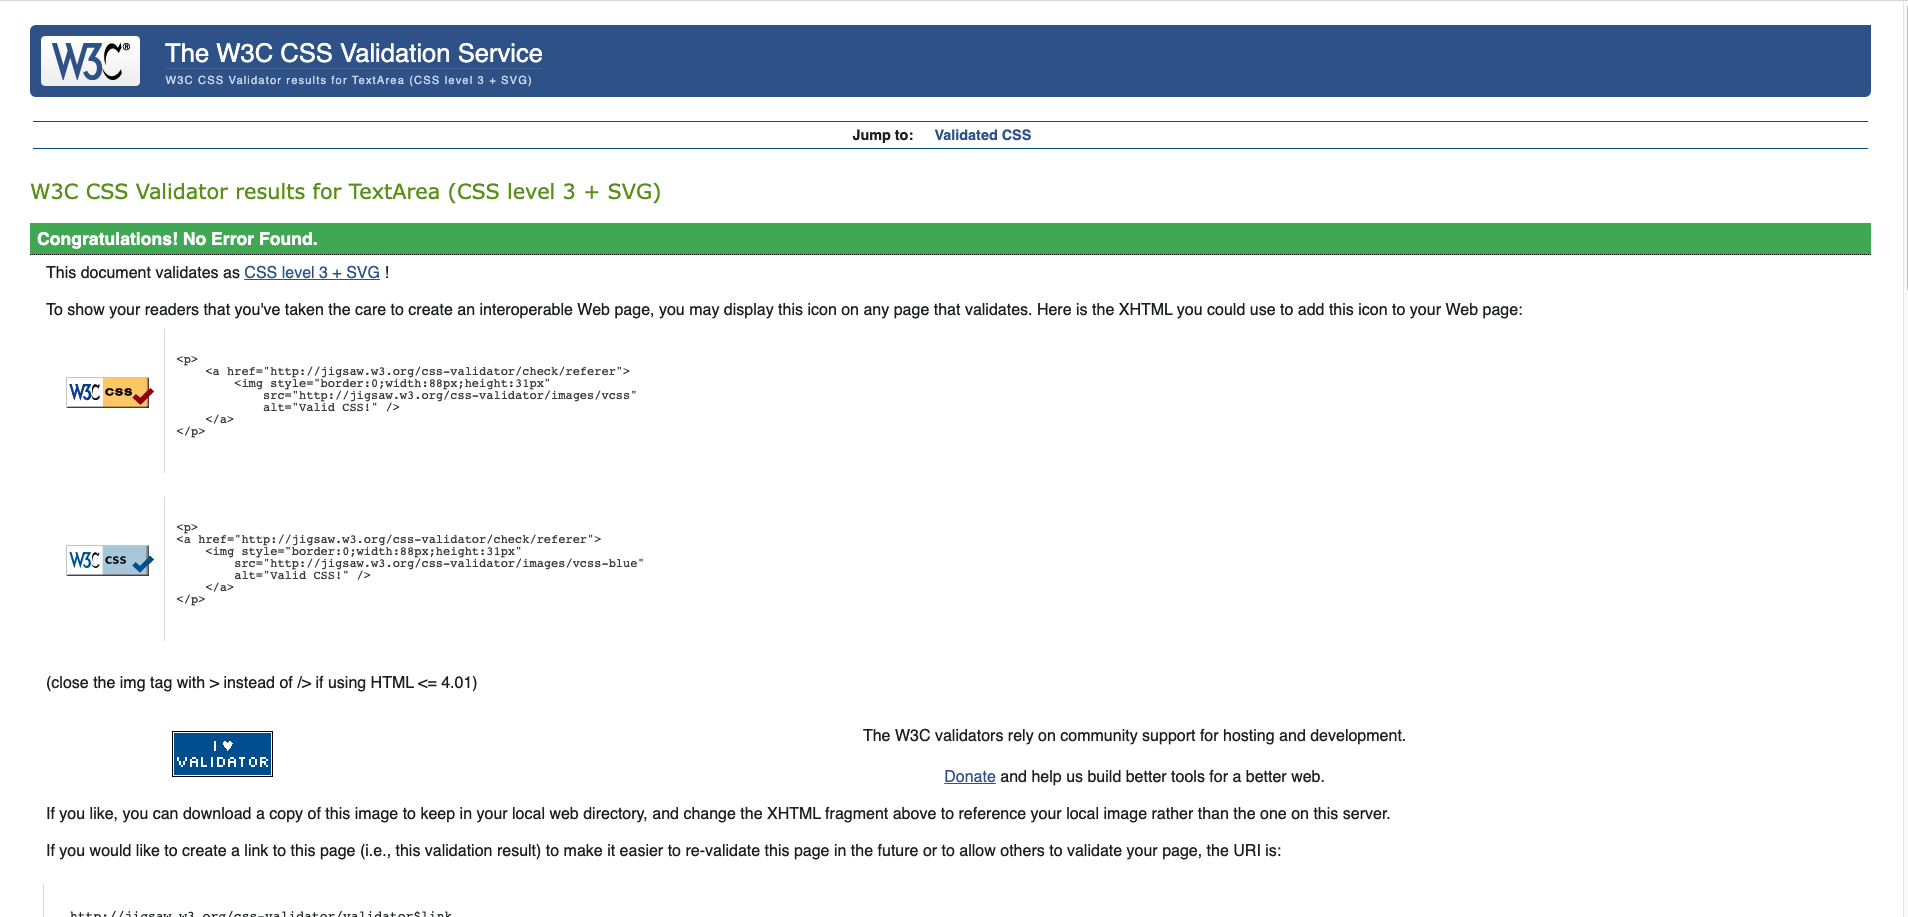 W3C®
The W3C CSS Validation Service
W3C CSS Validator results for TextArea (CSS level 3 + SVG)
Jump to: Validated CSS
W3C CSS Validator results for TextArea (CSS level 3 + SVG)
Congratulations! No Error Found.
This document validates as CSS level 3 + SVG !
To show your readers that you've taken the care to create an interoperable Web page, you may display this icon on any page that validates. Here is the XHTML you could use to add this icon to your Web page:
W3C css
<p>
<a href="http://jigsaw.w3.org/css-validator/check/referer">
<img style="border:0;width:88px;height:31px"
src="http://jigsaw.w3.org/css-validator/images/vcss"
alt="Valid CSS!" />
</a>
</p>
W3C css
<p>
<a href="http://jigsaw.w3.org/css-validator/check/referer">
<img style="border:0;width:88px;height:31px"
src="http://jigsaw.w3.org/css-validator/images/vcss-blue"
alt="Valid CSS!" />
</a>
</p>
(close the img tag with > instead of /> if using HTML <= 4.01)
I ♥
VALIDATOR
The W3C validators rely on community support for hosting and development.
Donate and help us build better tools for a better web.
If you like, you can download a copy of this image to keep in your local web directory, and change the XHTML fragment above to reference your local image rather than the one on this server.
If you would like to create a link to this page (i.e., this validation result) to make it easier to re-validate this page in the future or to allow others to validate your page, the URI is:
http://jigsaw.w3.org/css-validator/validator$link